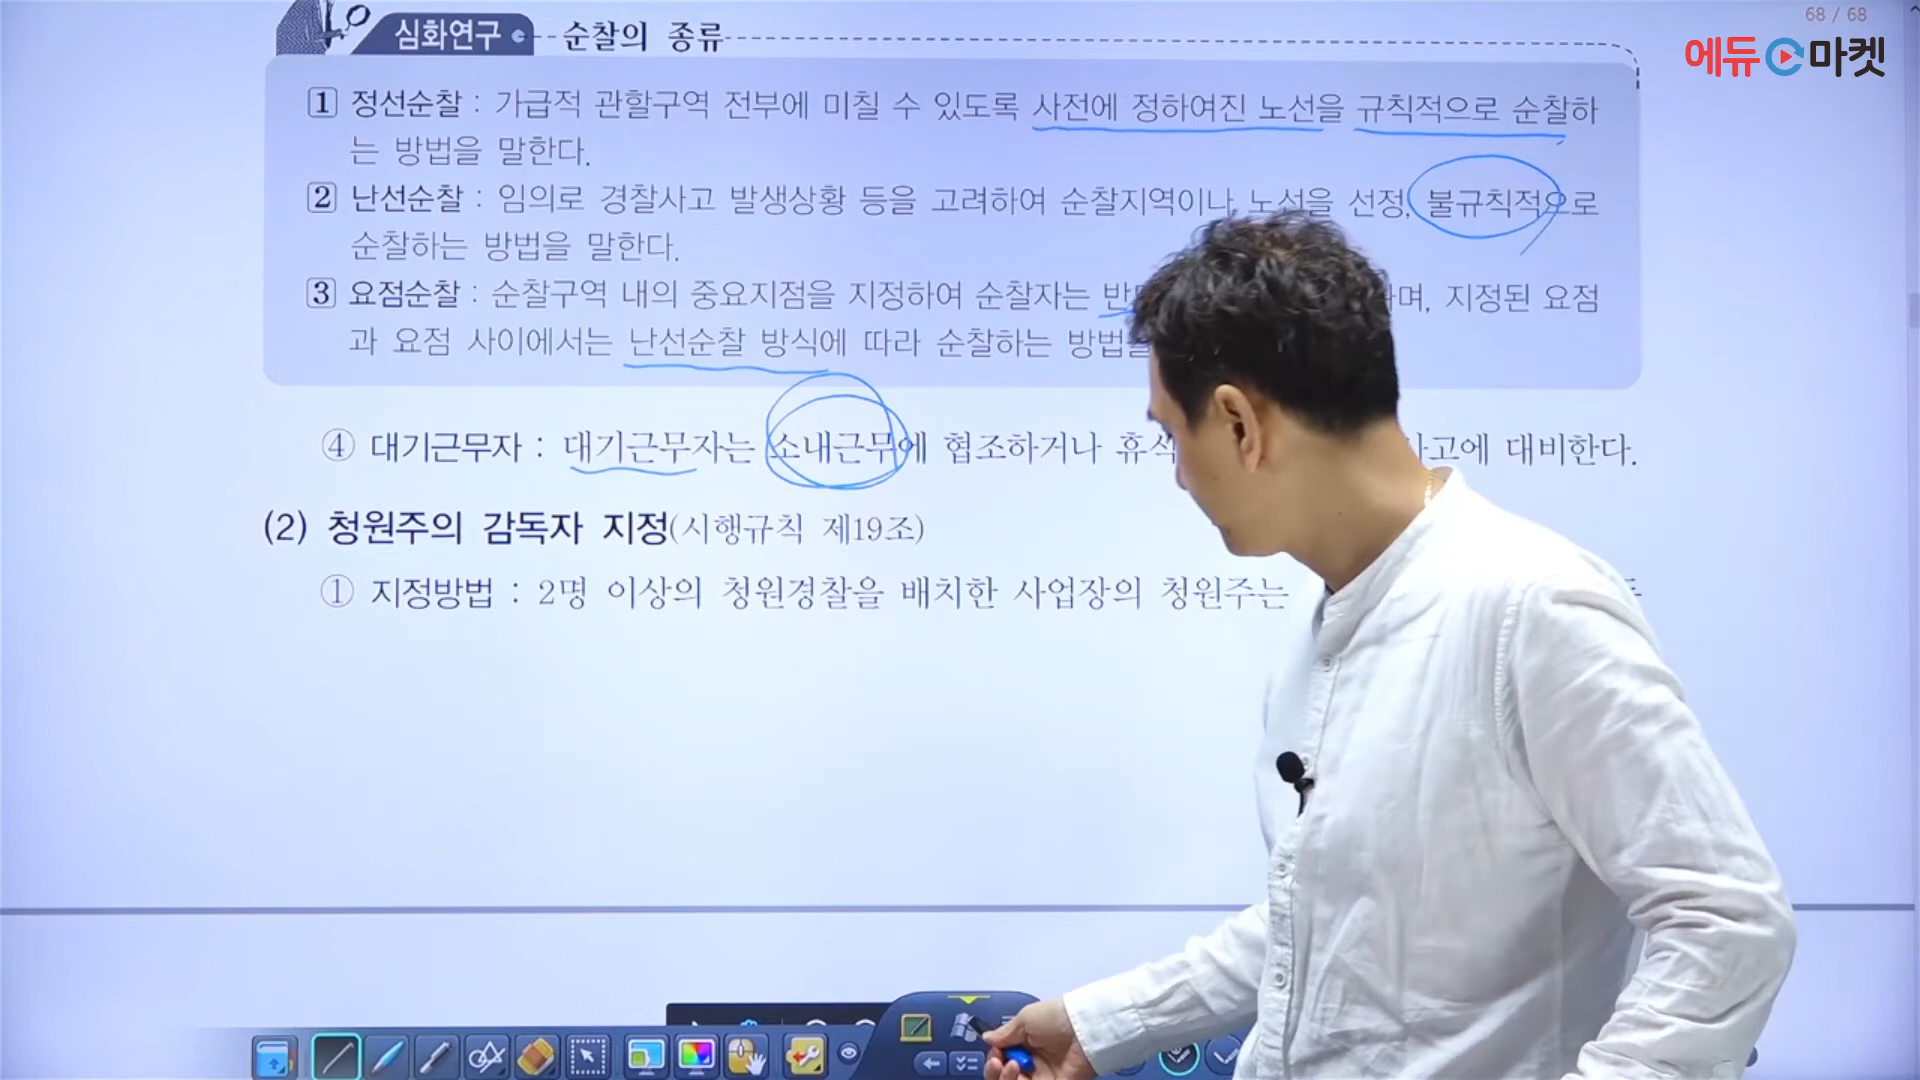 68 / 68
에듀 마켓
심화연구 순찰의 종류
1 정선순찰 : 가급적 관할구역 전부에 미칠 수 있도록 사전에 정하여진 노선을 규칙적으로 순찰하
는 방법을 말한다.
2 난선순찰 : 임의로 경찰사고 발생상황 등을 고려하여 순찰지역이나 노선을 선정, 불규칙적으로
순찰하는 방법을 말한다.
3 요점순찰 : 순찰구역 내의 중요지점을 지정하여 순찰자는 며, 지정된 요점
과 요점 사이에서는 난선순찰 방식에 따라 순찰하는 방법을
④ 대기근무자 : 대기근무자는 소내근무에 협조하거나 휴식 사고에 대비한다.
(2) 청원주의 감독자 지정(시행규칙 제19조)
① 지정방법 : 2명 이상의 청원경찰을 배치한 사업장의 청원주는